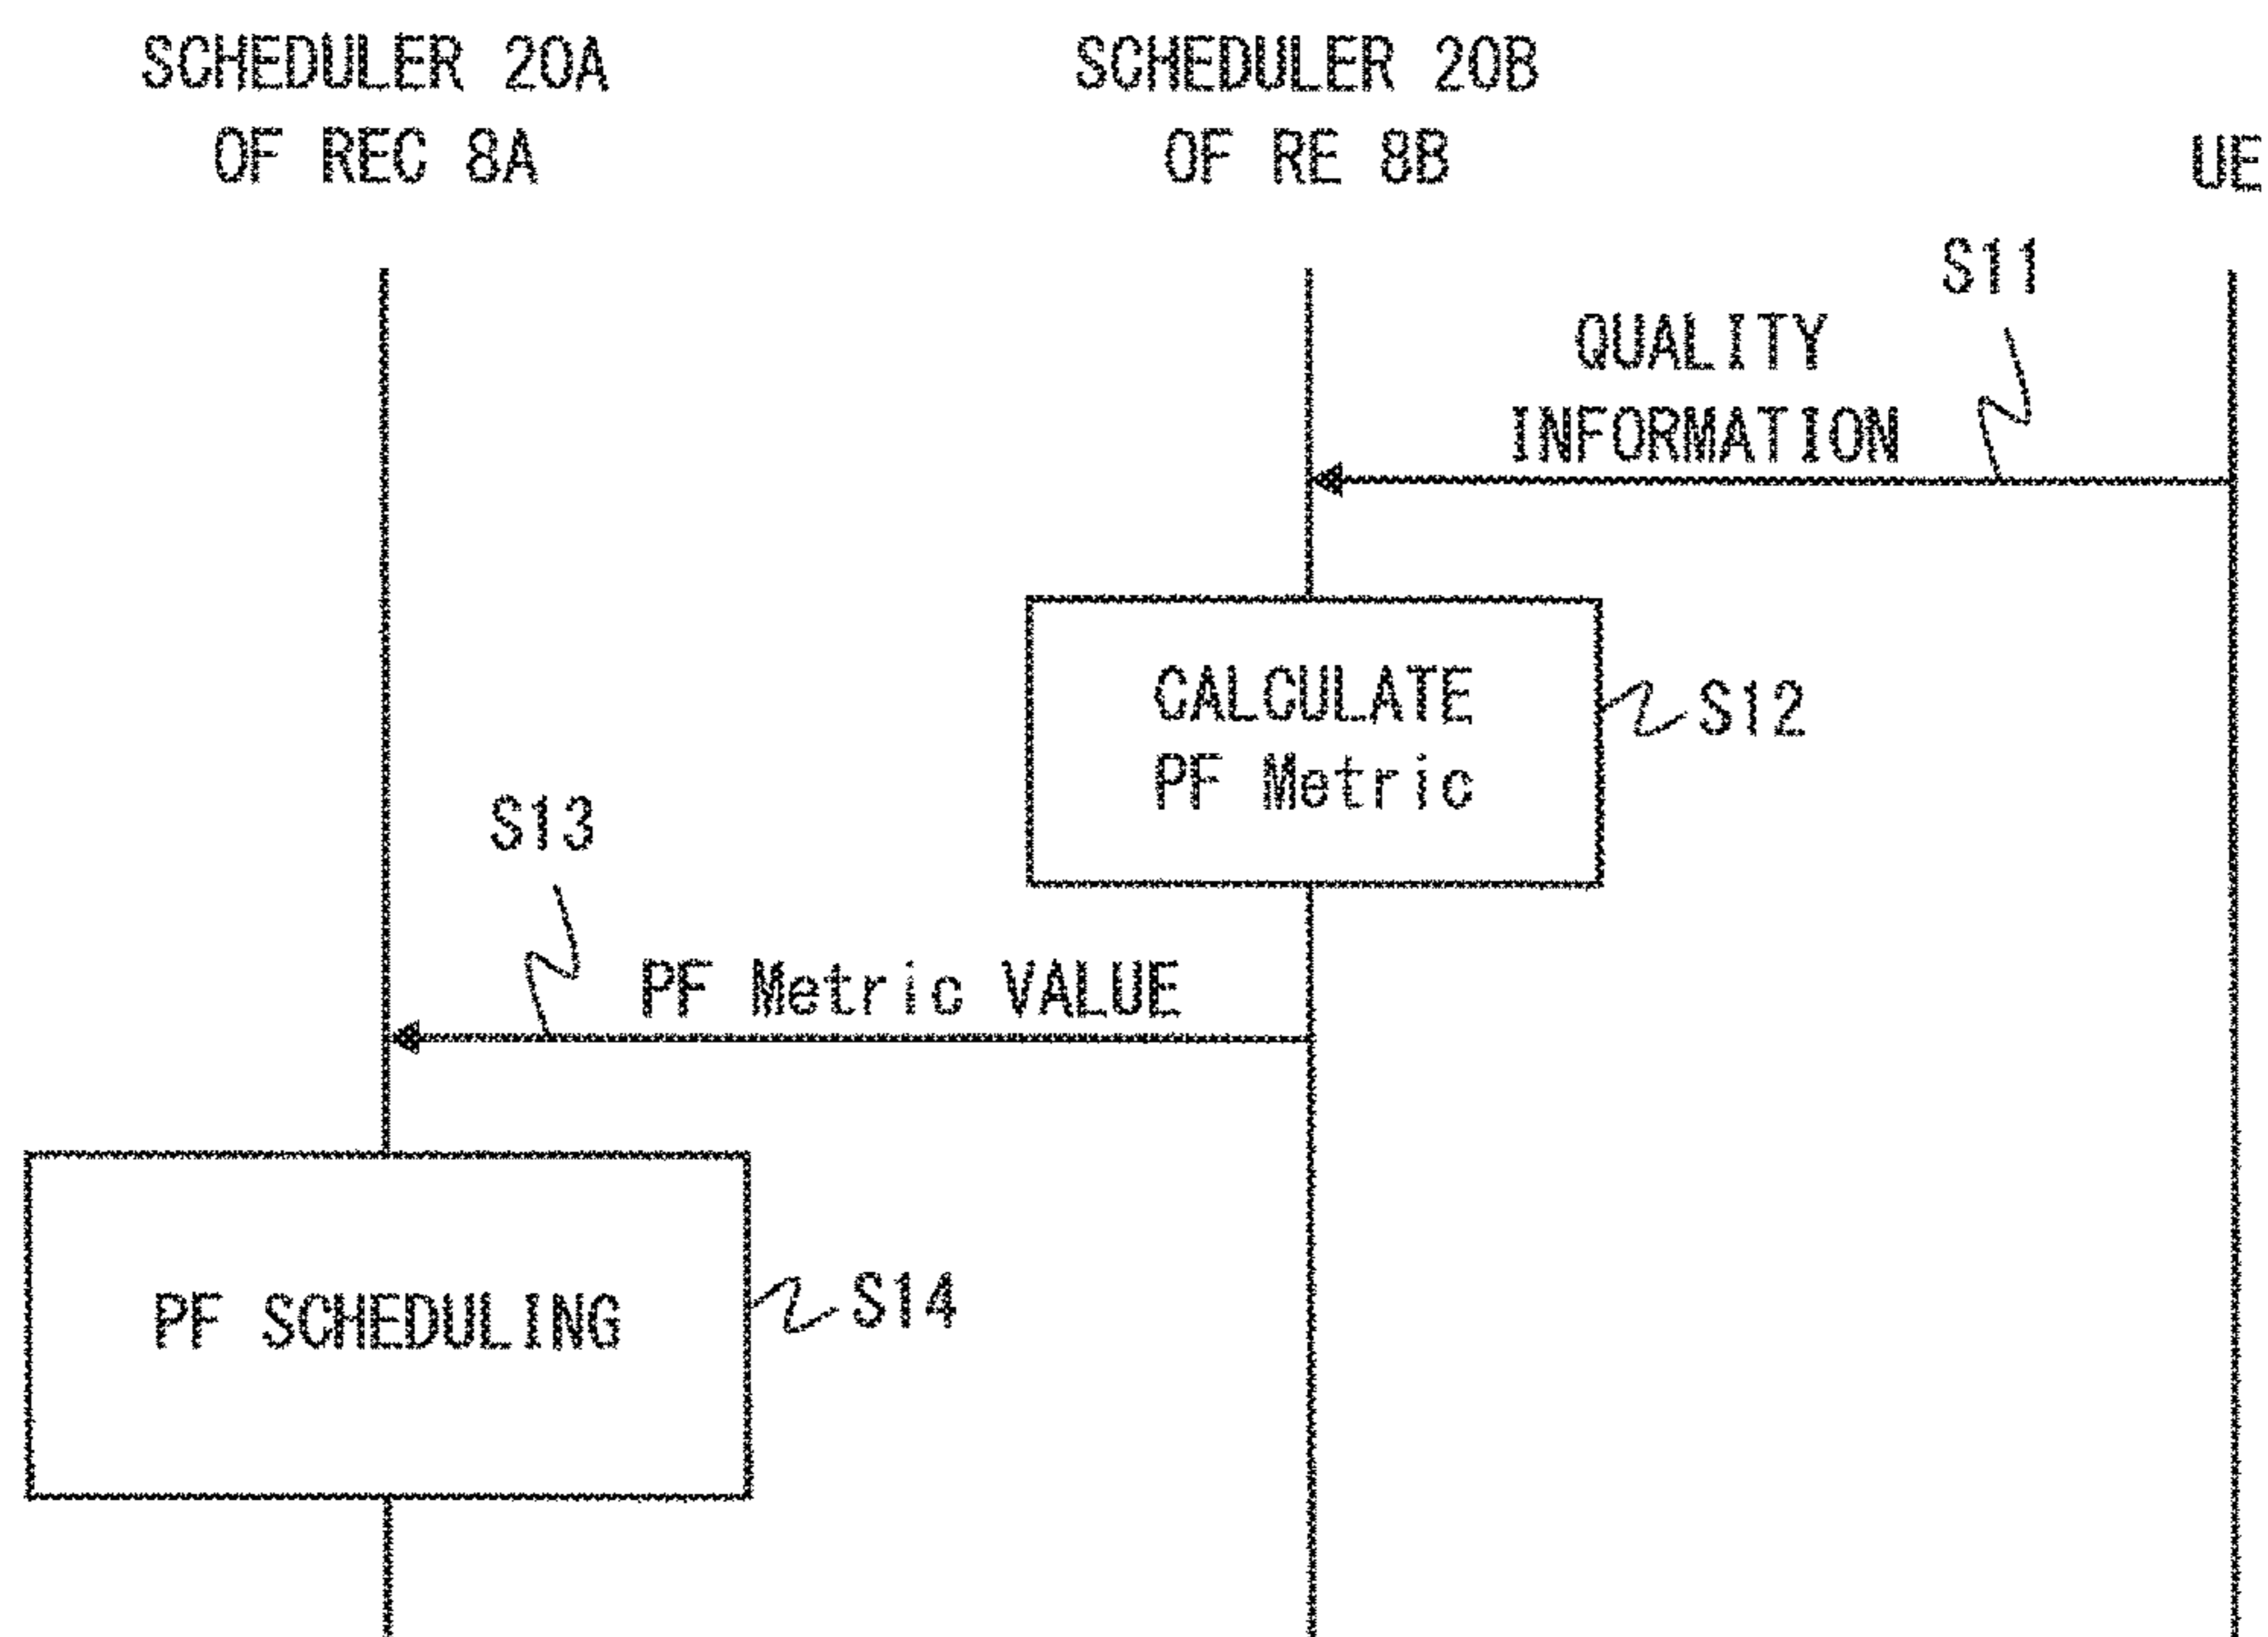 SCHEDULER 20A
OF REC 8A
SCHEDULER 20B
OF RE 8B
UE
S11
QUALITY
INFORMATION
CALCULATE
PF Metric
S12
S13
PF Metric VALUE
PF SCHEDULING
S14